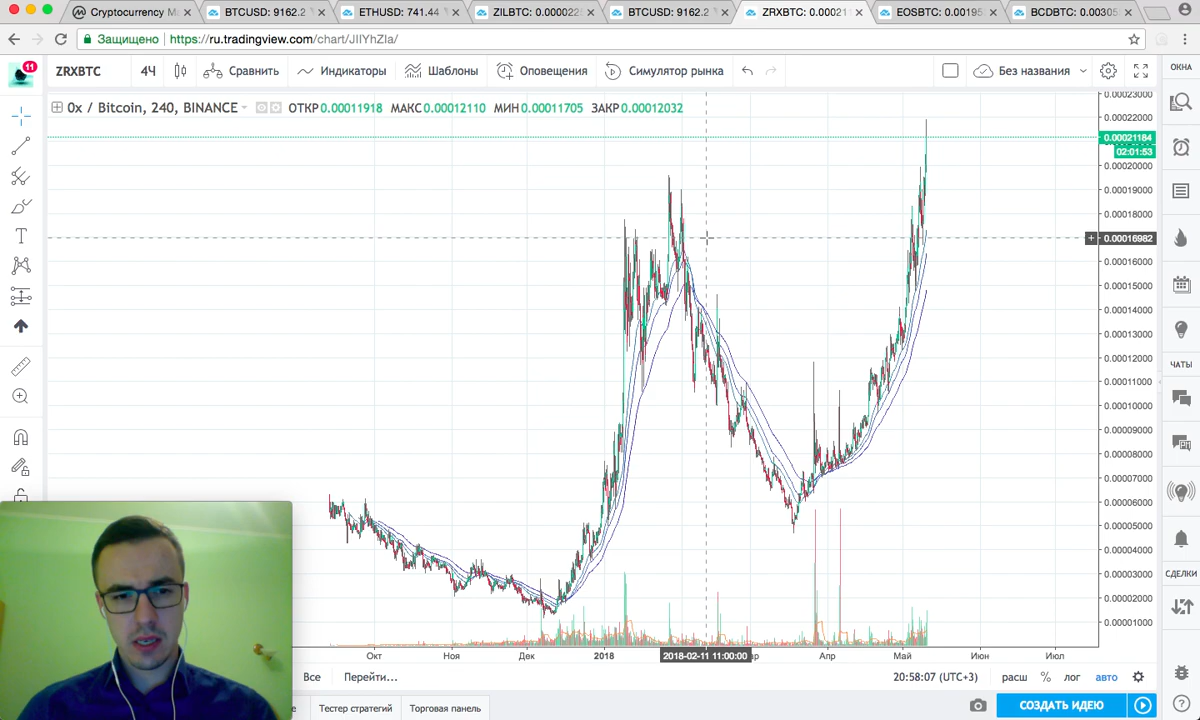 Cryptocurrency M
BTCUSD: 9162.2
ETHUSD: 741.44
ZILBTC: 0.000022
BTCUSD: 9162.2
ZRXBTC: 0.00021
EOSBTC: 0.00195
BCDBTC: 0.00305
Защищено https://ru.tradingview.com/chart/JIIYhZIa/
11 ZRXBTC 4Ч Сравнить Индикаторы Шаблоны Оповещения Симулятор рынка Без названия ОКНА
0x / Bitcoin, 240, BINANCE ОТКР 0.00011918 МАКС 0.00012110 МИН 0.00011705 ЗАКР 0.00012032
0.00023000
0.00022000
0.00021184
02:01:53
0.00020000
0.00019000
0.00018000
+ 0.00016982
0.00016000
0.00015000
0.00014000
0.00013000
0.00012000
ЧАТЫ
0.00011000
0.00010000
0.00009000
0.00008000
0.00007000
0.00006000
0.00005000
0.00004000
СДЕЛКИ
0.00003000
0.00002000
0.00001000
Окт Ноя Дек 2018 2018-02-11 11:00:00 Апр Май Июн Июл
Все Перейти... 20:58:07 (UTC+3) расш % лог авто
Тестер стратегий Торговая панель СОЗДАТЬ ИДЕЮ